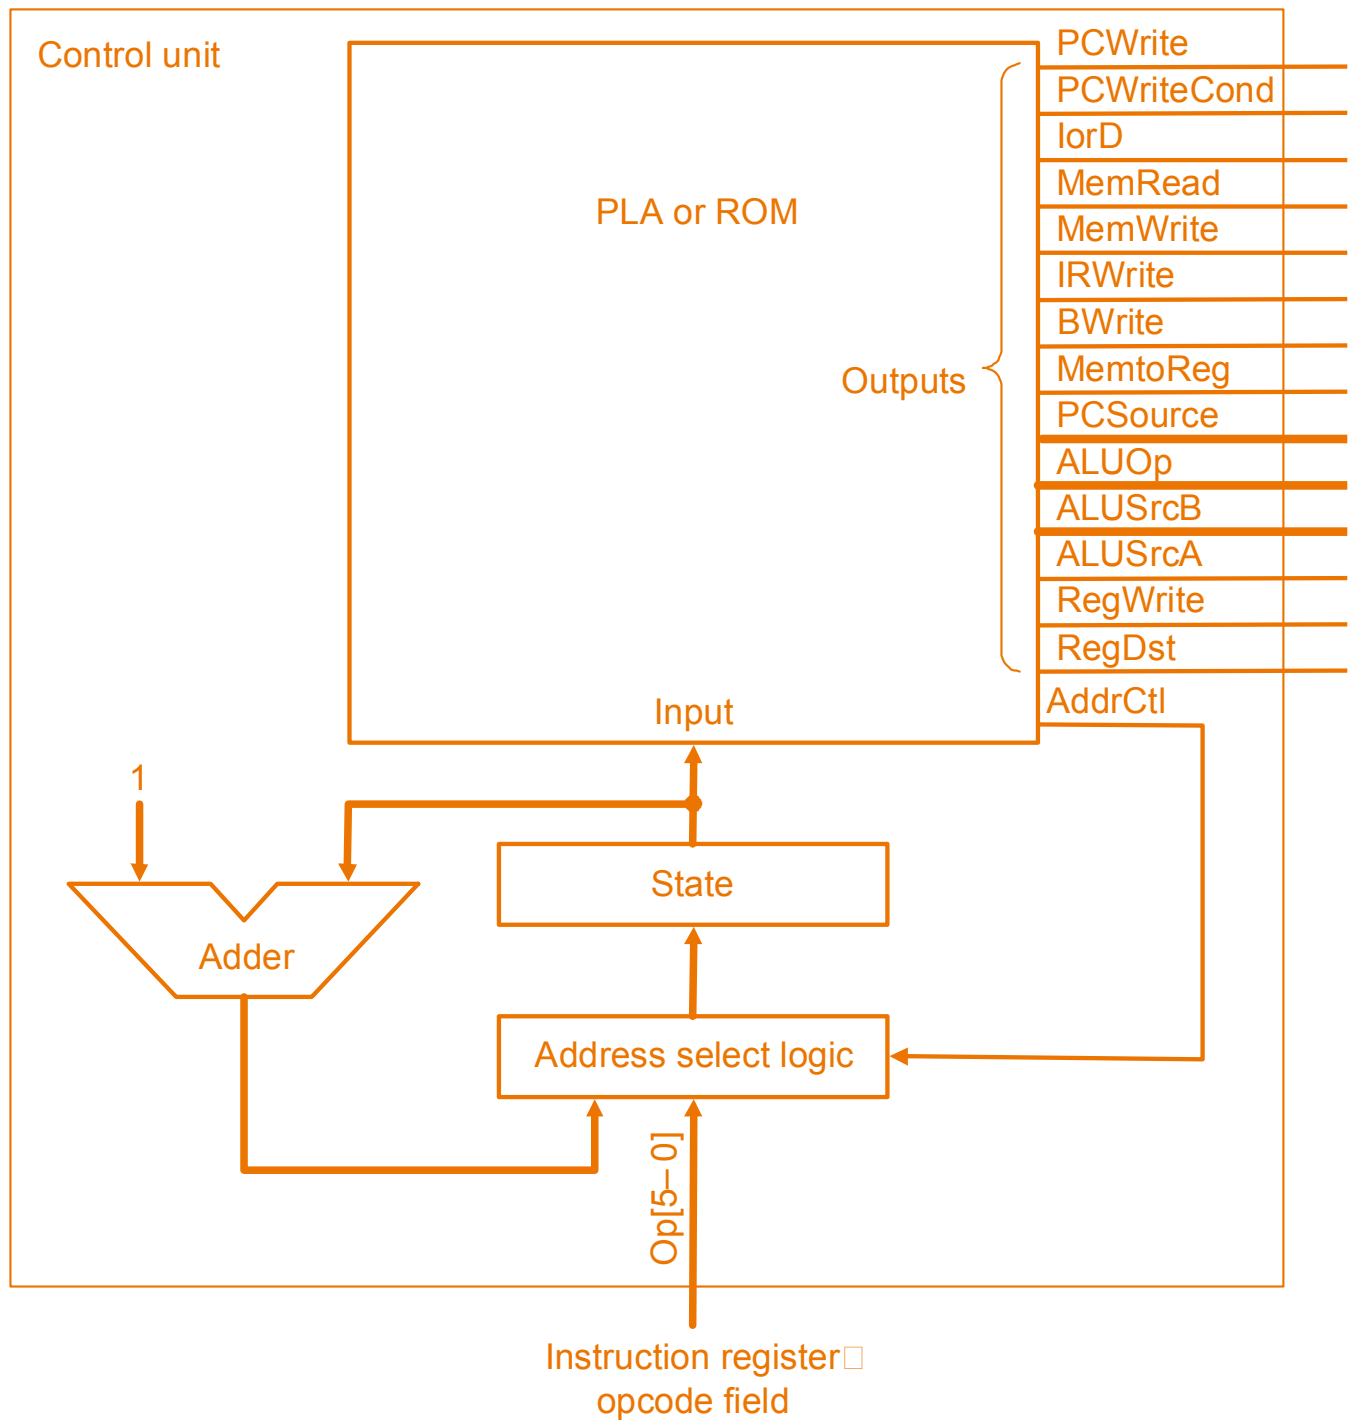 Control unit
PLA or ROM
Outputs
Input
PCWrite
PCWriteCond
IorD
MemRead
MemWrite
IRWrite
BWrite
MemtoReg
PCSource
ALUOp
ALUSrcB
ALUSrcA
RegWrite
RegDst
AddrCtl
1
State
Adder
Address select logic
Op[5–0]
Instruction register
opcode field